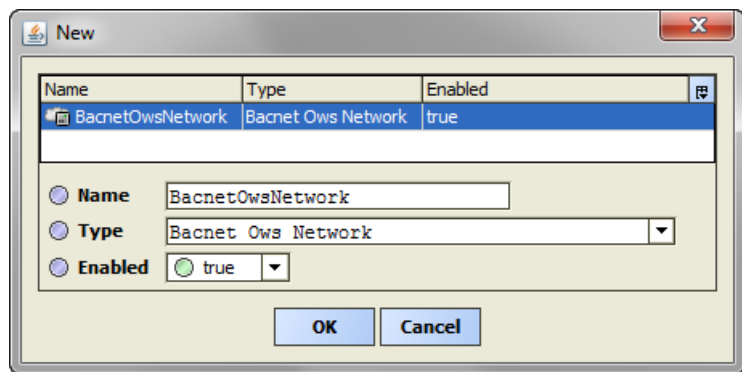 New
Name Type Enabled
BacnetOwsNetwork Bacnet Ows Network true
Name BacnetOwsNetwork
Type Bacnet Ows Network
Enabled true
OK Cancel